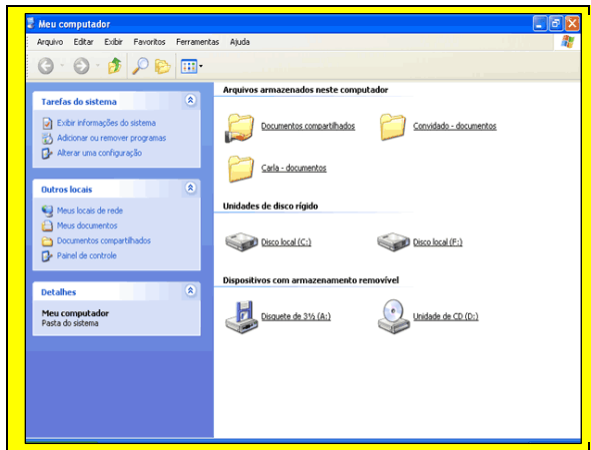 Meu computador
Arquivo Editar Exibir Favoritos Ferramentas Ajuda
Tarefas do sistema
Exibir informações do sistema
Adicionar ou remover programas
Alterar uma configuração
Outros locais
Meus locais de rede
Meus documentos
Documentos compartilhados
Painel de controle
Detalhes
Meu computador
Pasta do sistema
Arquivos armazenados neste computador
Documentos compartilhados
Convidado - documentos
Carla - documentos
Unidades de disco rígido
Disco local (C:)
Disco local (F:)
Dispositivos com armazenamento removível
Disquete de 3½ (A:)
Unidade de CD (D:)